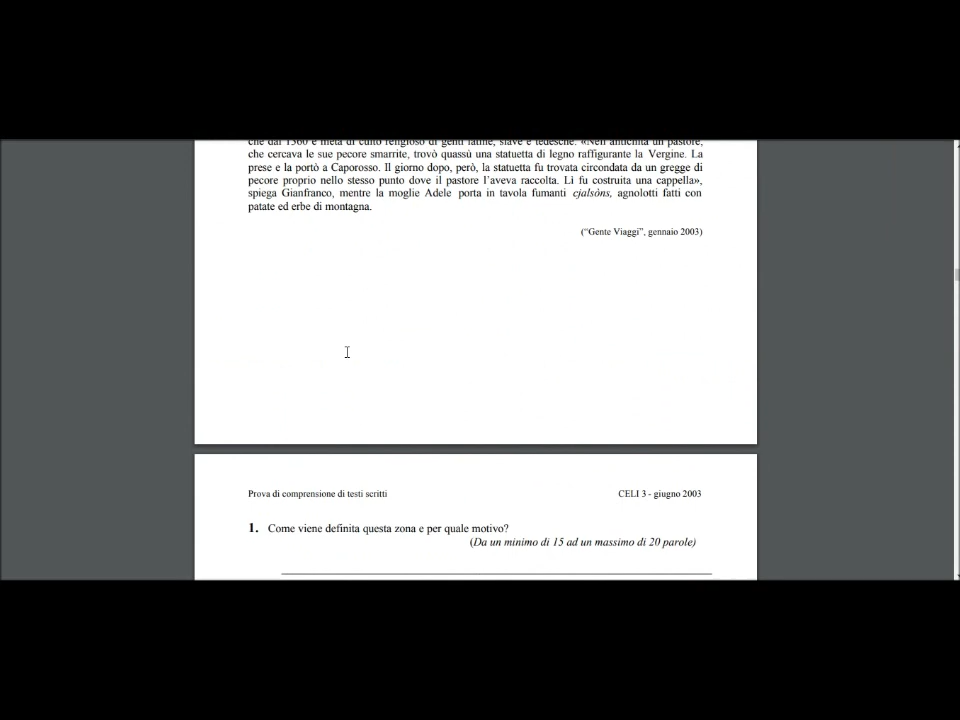 che dal 1360 è meta di culto religioso di genti latine, slave e tedesche. «Nell'antichità un pastore,
che cercava le sue pecore smarrite, trovò quassù una statuetta di legno raffigurante la Vergine. La
prese e la portò a Caporosso. Il giorno dopo, però, la statuetta fu trovata circondata da un gregge di
pecore proprio nello stesso punto dove il pastore l'aveva raccolta. Lì fu costruita una cappella»,
spiega Gianfranco, mentre la moglie Adele porta in tavola fumanti cjalsòns, agnolotti fatti con
patate ed erbe di montagna.
("Gente Viaggi", gennaio 2003)
Prova di comprensione di testi scritti
CELI 3 - giugno 2003
1. Come viene definita questa zona e per quale motivo?
(Da un minimo di 15 ad un massimo di 20 parole)